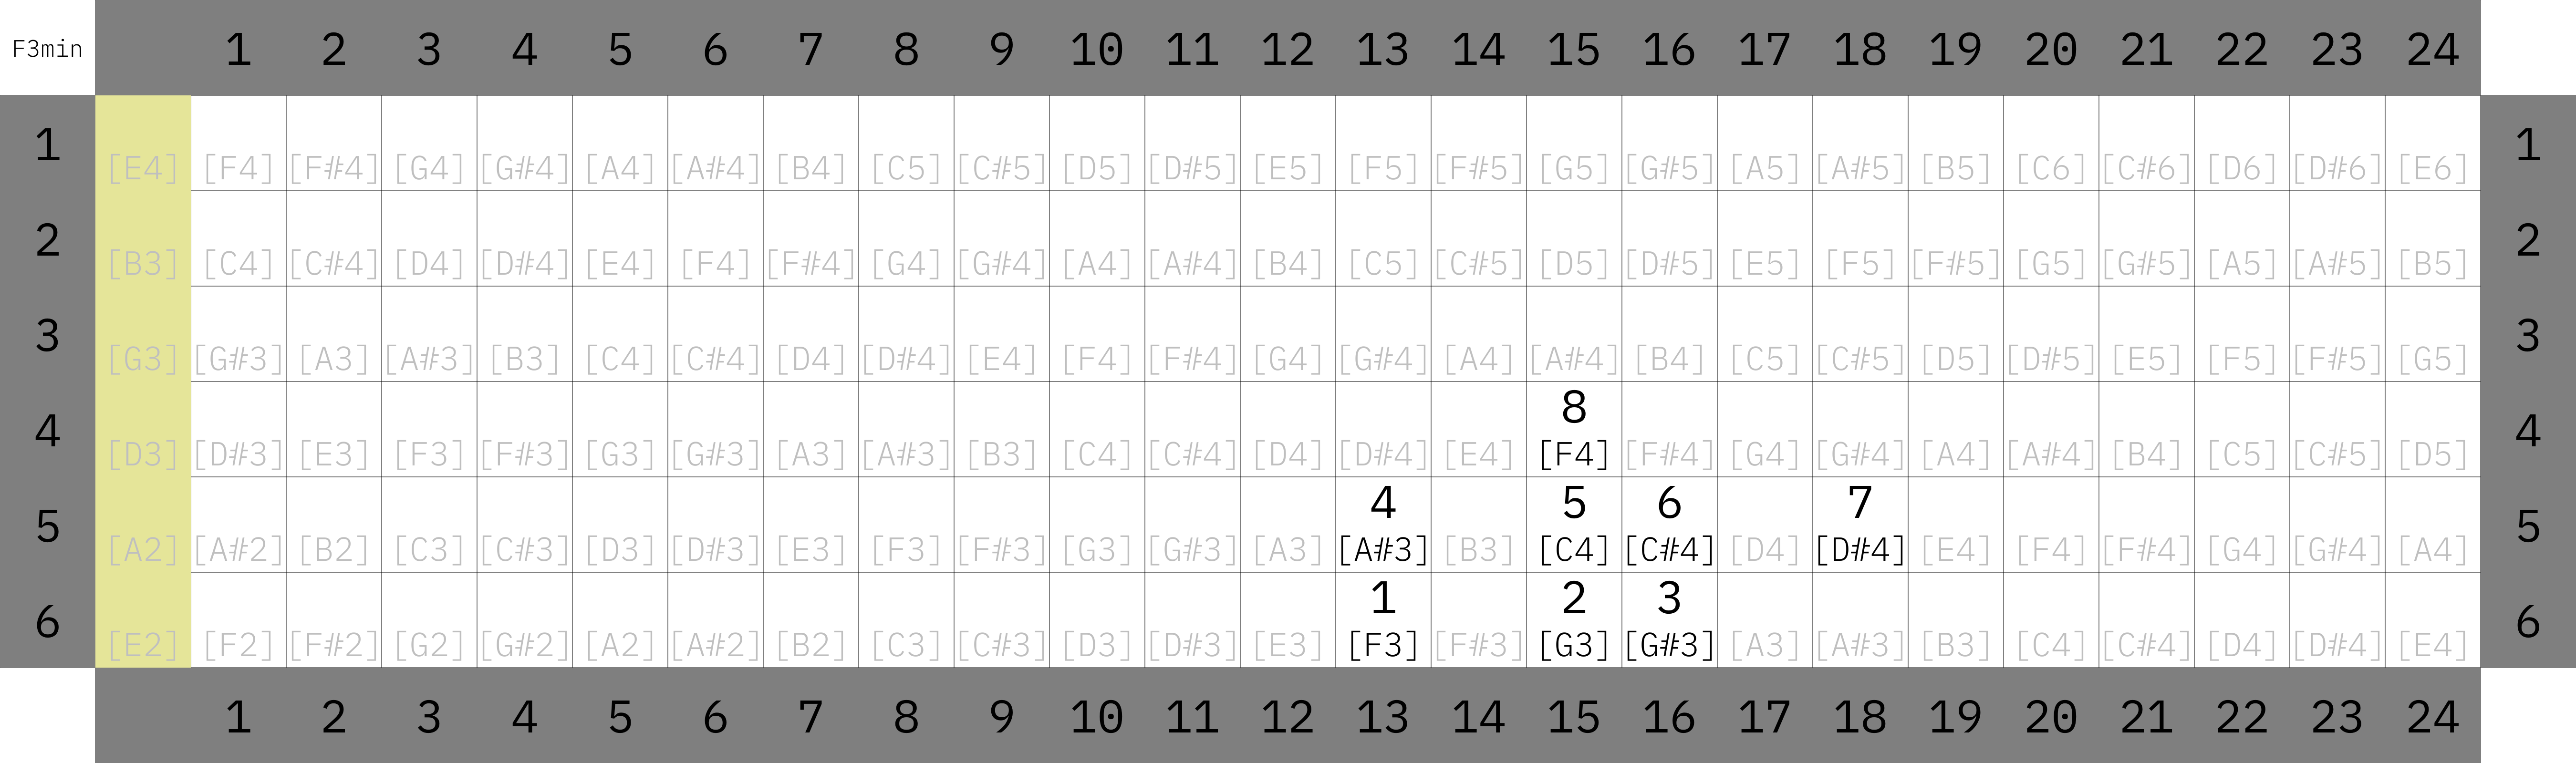 F3min 1 2 3 4 5 6 7 8 9 10 11 12 13 14 15 16 17 18 19 20 21 22 23 24
1 1
[E4] [F4] [F#4] [G4] [G#4] [A4] [A#4] [B4] [C5] [C#5] [D5] [D#5] [E5] [F5] [F#5] [G5] [G#5] [A5] [A#5] [B5] [C6] [C#6] [D6] [D#6] [E6]
2 2
[B3] [C4] [C#4] [D4] [D#4] [E4] [F4] [F#4] [G4] [G#4] [A4] [A#4] [B4] [C5] [C#5] [D5] [D#5] [E5] [F5] [F#5] [G5] [G#5] [A5] [A#5] [B5]
3 3
[G3] [G#3] [A3] [A#3] [B3] [C4] [C#4] [D4] [D#4] [E4] [F4] [F#4] [G4] [G#4] [A4] [A#4] [B4] [C5] [C#5] [D5] [D#5] [E5] [F5] [F#5] [G5]
8
4 4
[D3] [D#3] [E3] [F3] [F#3] [G3] [G#3] [A3] [A#3] [B3] [C4] [C#4] [D4] [D#4] [E4] [F4] [F#4] [G4] [G#4] [A4] [A#4] [B4] [C5] [C#5] [D5]
4 5 6 7
5 5
[A2] [A#2] [B2] [C3] [C#3] [D3] [D#3] [E3] [F3] [F#3] [G3] [G#3] [A3] [A#3] [B3] [C4] [C#4] [D4] [D#4] [E4] [F4] [F#4] [G4] [G#4] [A4]
1 2 3
6 6
[E2] [F2] [F#2] [G2] [G#2] [A2] [A#2] [B2] [C3] [C#3] [D3] [D#3] [E3] [F3] [F#3] [G3] [G#3] [A3] [A#3] [B3] [C4] [C#4] [D4] [D#4] [E4]
1 2 3 4 5 6 7 8 9 10 11 12 13 14 15 16 17 18 19 20 21 22 23 24